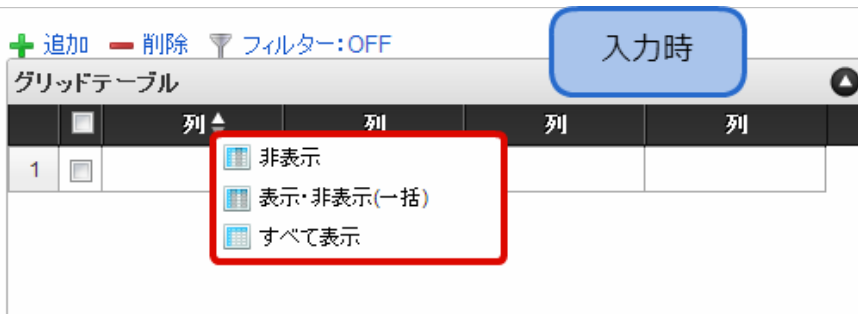 追加 削除 フィルター:OFF
入力時
グリッドテーブル
列 列 列 列
1
非表示
表示・非表示(一括)
すべて表示